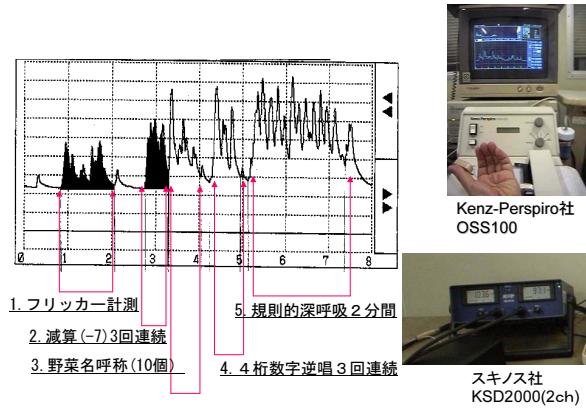 0 1 2 3 4 5 6 7 8
1. フリッカー計測
2. 減算(-7)3回連続
3. 野菜名呼称(10個)
4. 4桁数字逆唱3回連続
5. 規則的深呼吸2分間
Kenz-Perspiro
Kenz-Perspiro社
OSS100
スキノス社
KSD2000(2ch)